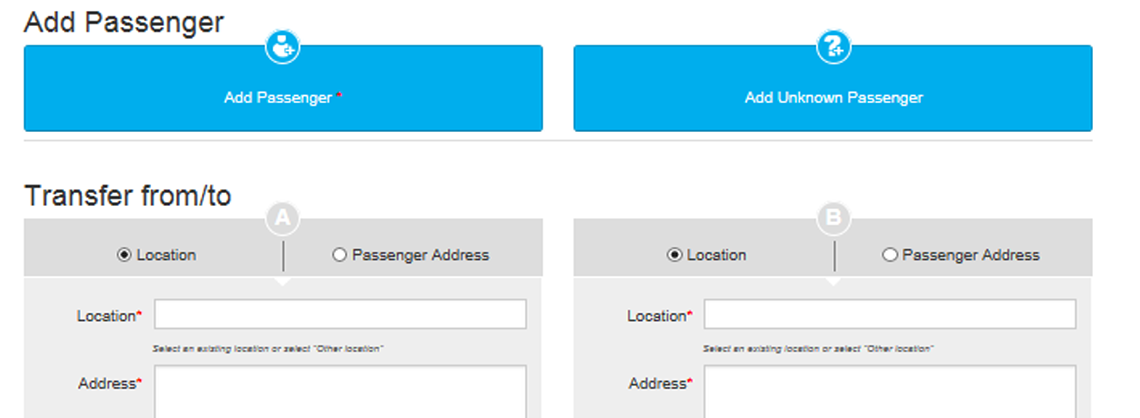 Add Passenger
Add Passenger *
Add Unknown Passenger
Transfer from/to
A
B
Location
Passenger Address
Location
Passenger Address
Location*
Location*
Select an existing location or select "Other location"
Select an existing location or select "Other location"
Address*
Address*